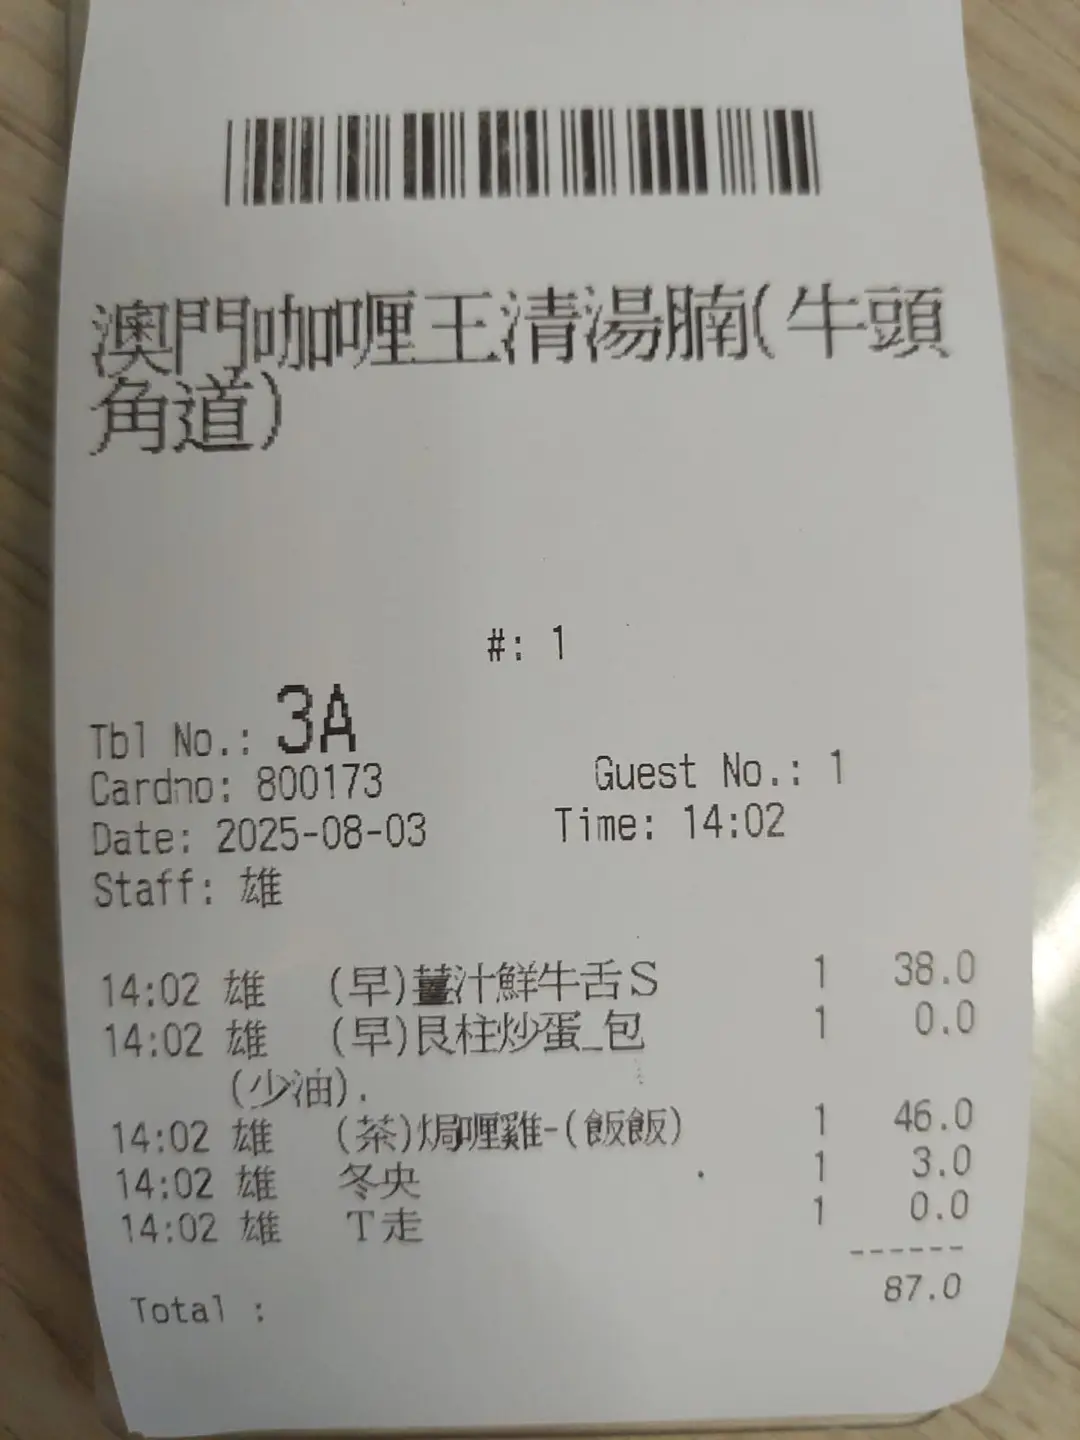 澳門咖喱王清湯腩(牛頭
角道)
#: 1
Tbl No.: 3A
Cardno: 800173 Guest No.: 1
Date: 2025-08-03 Time: 14:02
Staff: 雄
14:02 雄 (早)薑汁鮮牛舌S 1 38.0
14:02 雄 (早)艮柱炒蛋_包 1 0.0
(少油).
14:02 雄 (茶)焗喱雞-(飯飯) 1 46.0
14:02 雄 冬央 1 3.0
14:02 雄 T走 1 0.0
------
Total : 87.0